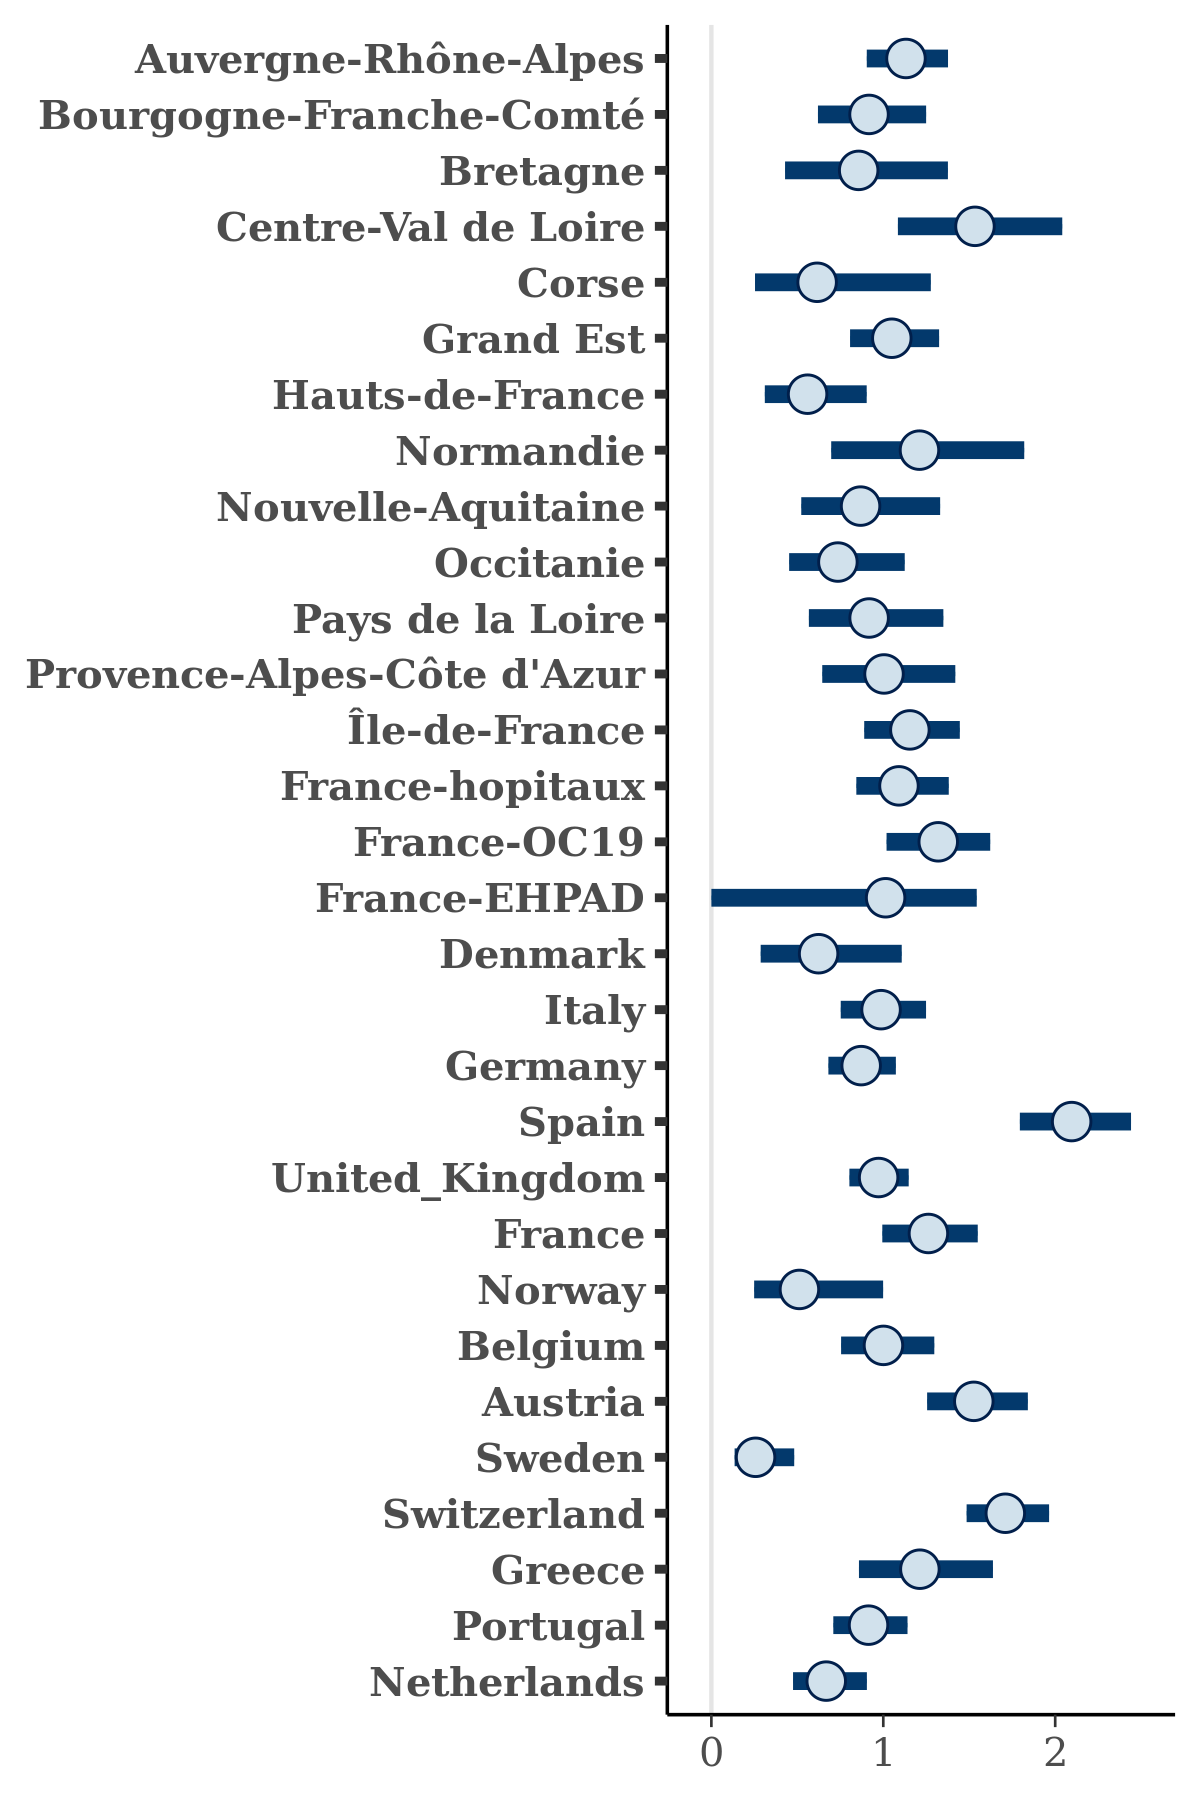 Auvergne-Rhône-Alpes
Bourgogne-Franche-Comté
Bretagne
Centre-Val de Loire
Corse
Grand Est
Hauts-de-France
Normandie
Nouvelle-Aquitaine
Occitanie
Pays de la Loire
Provence-Alpes-Côte d'Azur
Île-de-France
France-hopitaux
France-OC19
France-EHPAD
Denmark
Italy
Germany
Spain
United_Kingdom
France
Norway
Belgium
Austria
Sweden
Switzerland
Greece
Portugal
Netherlands
0 1 2